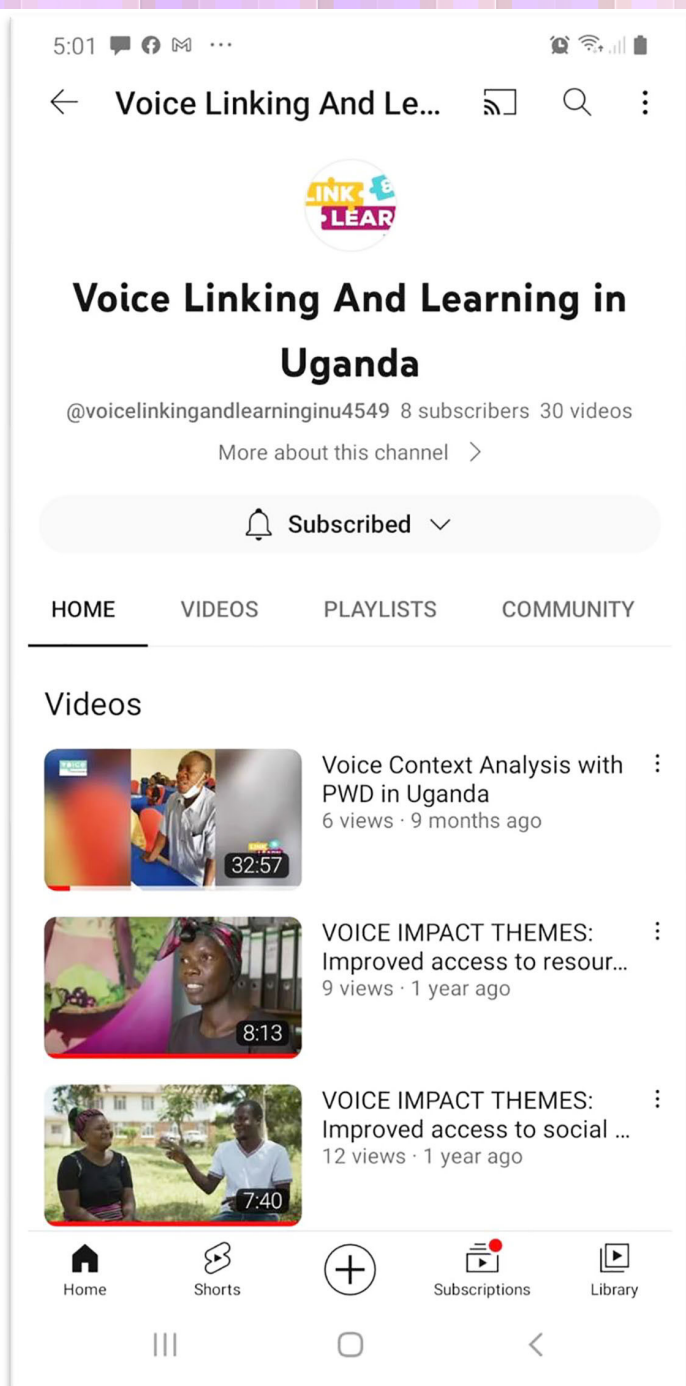 5:01
Voice Linking And Le...
LINK &
LEAR
Voice Linking And Learning in
Uganda
@voicelinkingandlearninginu4549 8 subscribers 30 videos
More about this channel
Subscribed
HOME VIDEOS PLAYLISTS COMMUNITY
Videos
VOICE
LINK &
32:57
Voice Context Analysis with
PWD in Uganda
6 views · 9 months ago
8:13
VOICE IMPACT THEMES:
Improved access to resour...
9 views · 1 year ago
7:40
VOICE IMPACT THEMES:
Improved access to social ...
12 views · 1 year ago
Home Shorts Subscriptions Library